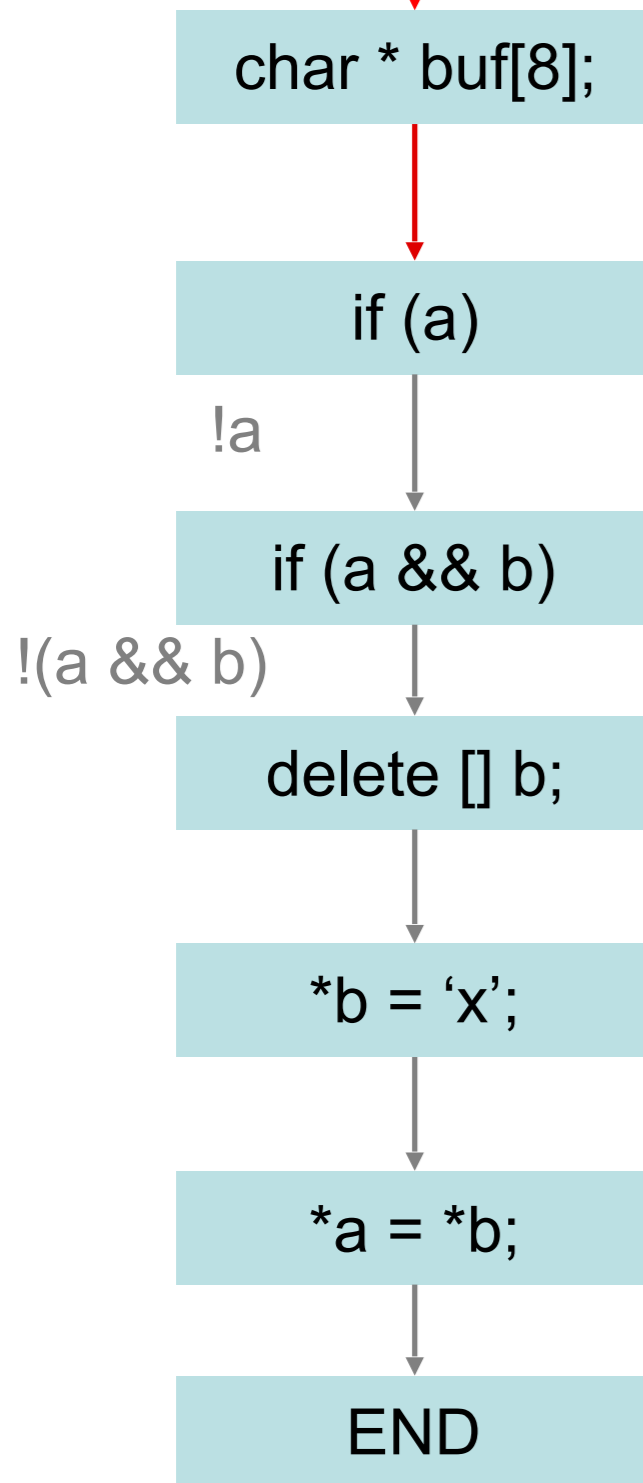 char * buf[8];
if (a)
!a
if (a && b)
!(a && b)
delete [] b;
*b = ‘x’;
*a = *b;
END